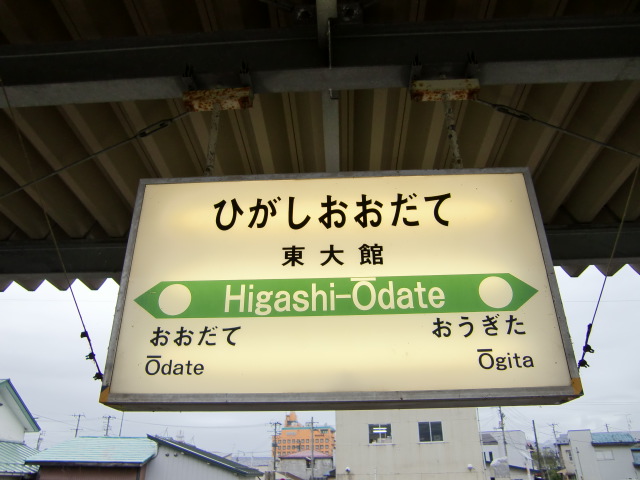 ひがしおおだて
東大館
Higashi-Ōdate
おおだて
Ōdate
おうぎた
Ōgita